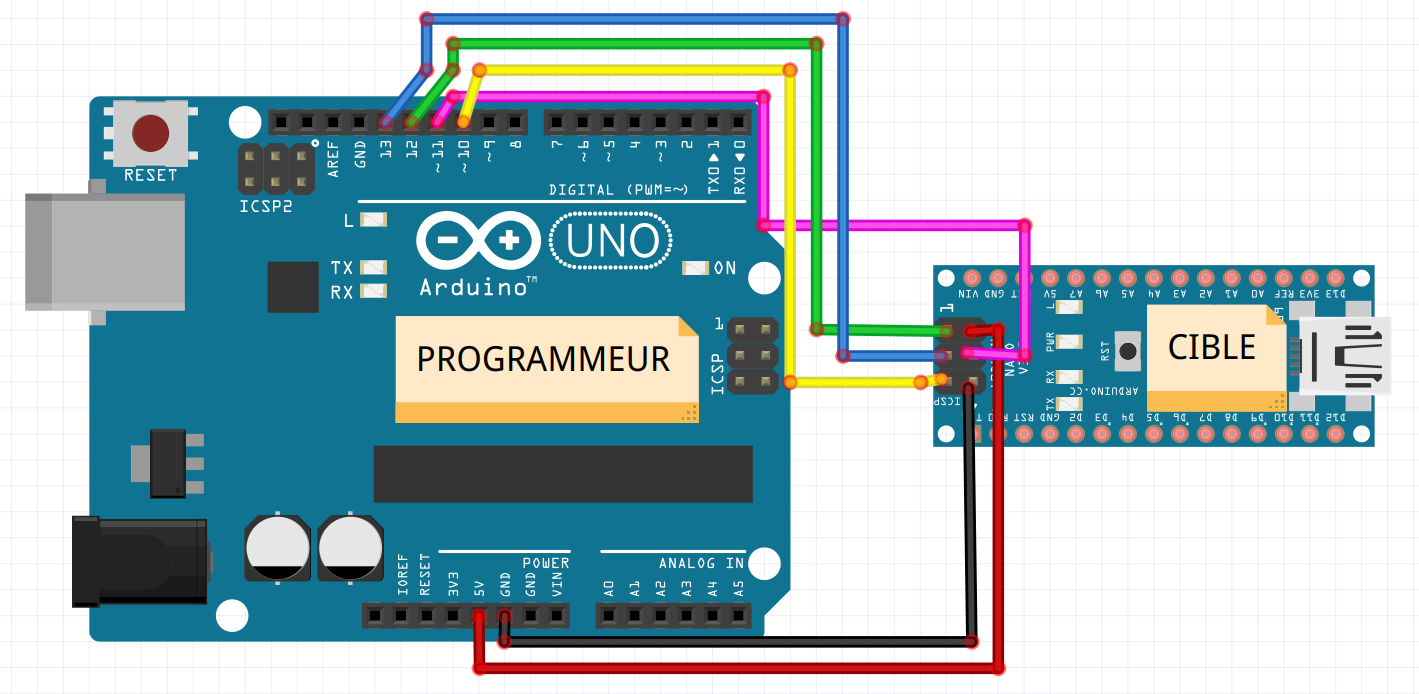 RESET
ICSP2
AREF
GND
13
12
~11
~10
~9
8
7
~6
~5
4
~3
2
TX0▶1
RX0◀0
DIGITAL (PWM=~)
L
TX
RX
Arduino™
UNO
ON
PROGRAMMEUR
1
ICSP
IOREF
RESET
3V3
5V
GND
GND
VIN
POWER
A0
A1
A2
A3
A4
A5
ANALOG IN
VIN
GND
5V
A7
A6
A5
A4
A3
A2
A1
A0
REF
3V3
D13
1
L
PWR
RX
TX
RST
ARDUINO.CC
CIBLE
ICSP
RST
GND
D2
D3
D4
D5
D6
D7
D8
D9
D10
D11
D12